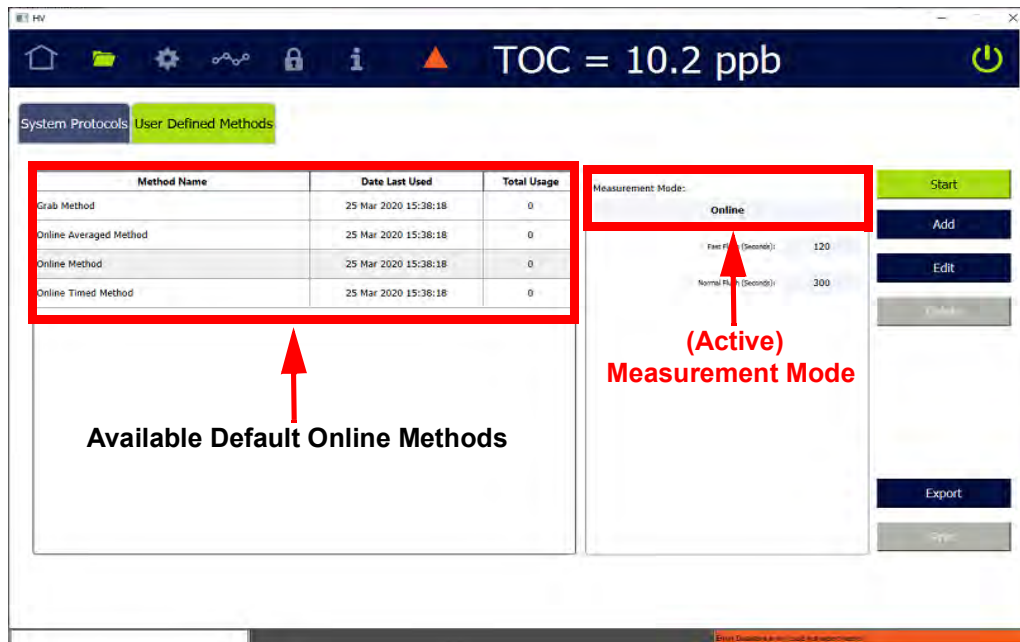 HV
TOC = 10.2 ppb
System Protocols User Defined Methods
Method Name Date Last Used Total Usage
Grab Method 25 Mar 2020 15:38:18 0
Online Averaged Method 25 Mar 2020 15:38:18 0
Online Method 25 Mar 2020 15:38:18 0
Online Timed Method 25 Mar 2020 15:38:18 0
Measurement Mode:
Online
Fast (Seconds): 120
Normal (Seconds): 300
(Active)
Measurement Mode
Available Default Online Methods
Start
Add
Edit
Delete
Export